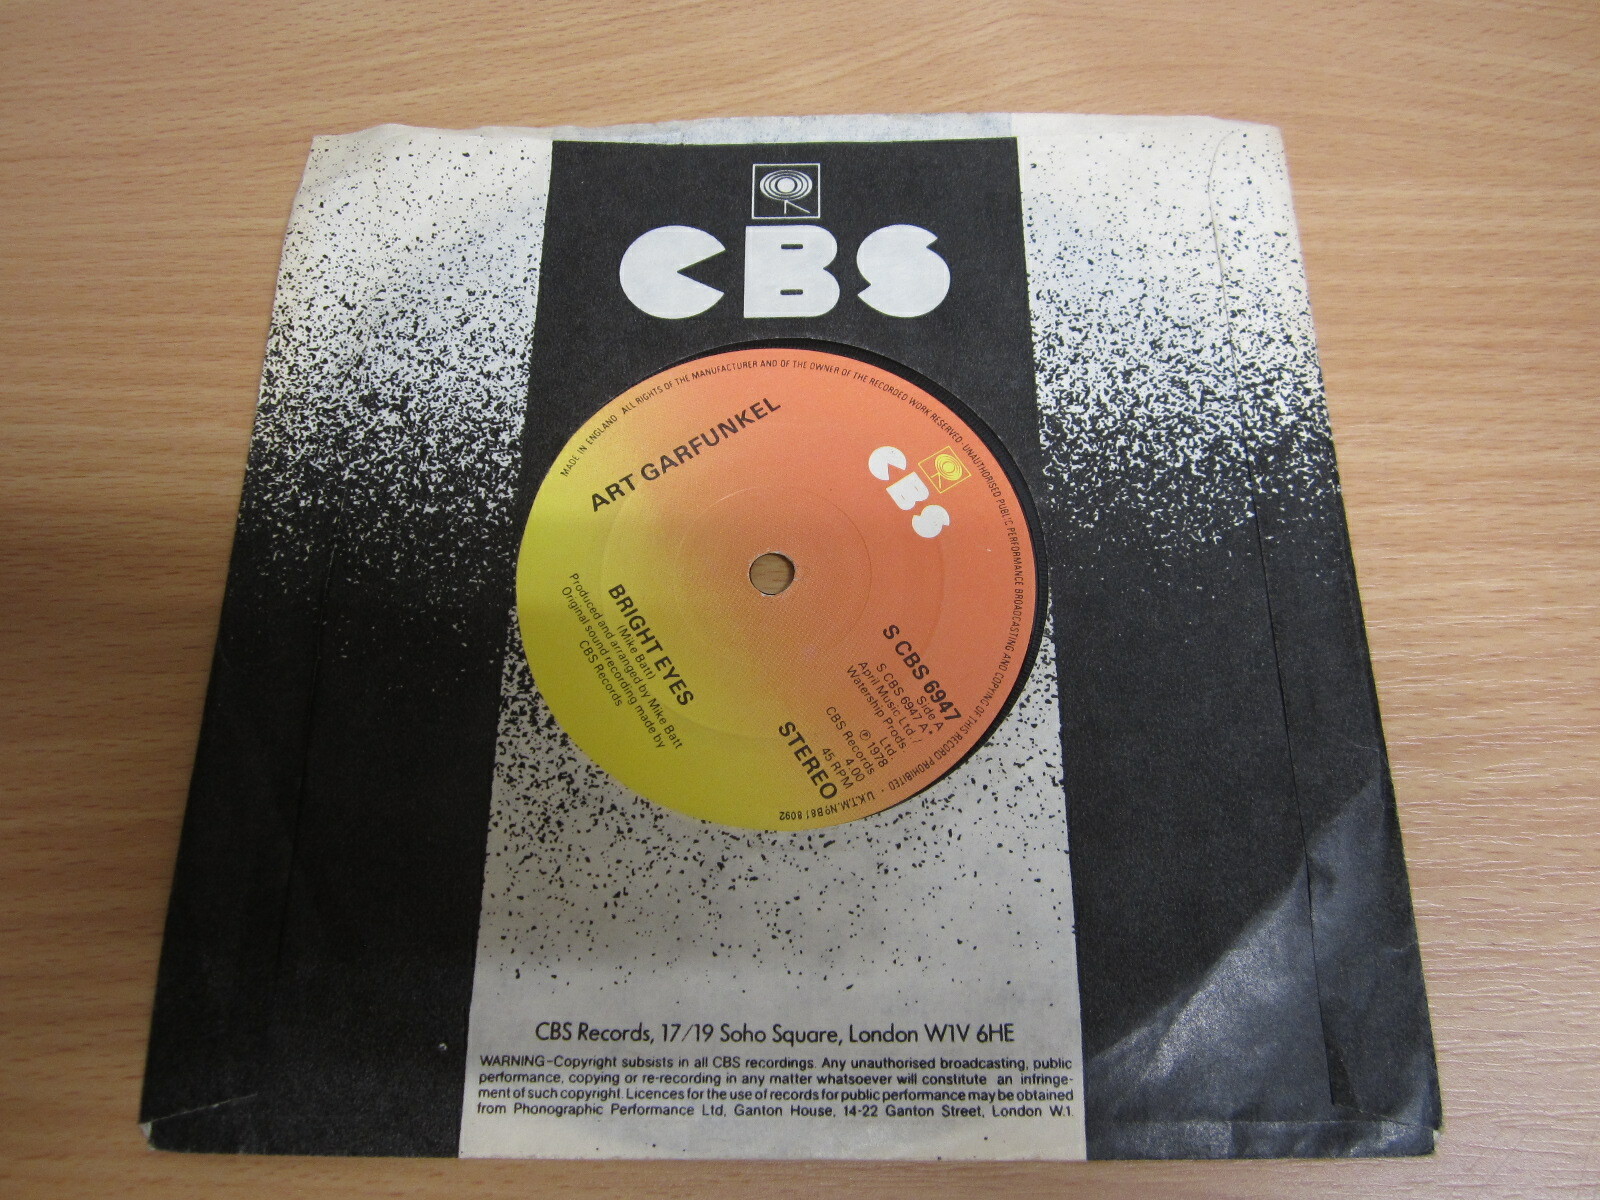 CBS
MADE IN ENGLAND ALL RIGHTS OF THE MANUFACTURER AND OF THE OWNER OF THE RECORDED WORK RESERVED · UNAUTHORISED PUBLIC PERFORMANCE BROADCASTING AND COPYING OF THIS RECORD PROHIBITED · U.K.T.M. Nº B81 8092
ART GARFUNKEL
CBS
BRIGHT EYES
(Mike Batt)
Produced and arranged by Mike Batt
Original sound recording made by
CBS Records
S CBS 6947
Side A
S CBS 6947 A*
April Music Ltd./
Watership Prods.
Ltd.
℗ 1978
CBS Records
4.00
45 RPM
STEREO
CBS Records, 17/19 Soho Square, London W1V 6HE
WARNING-Copyright subsists in all CBS recordings. Any unauthorised broadcasting, public
performance, copying or re-recording in any matter whatsoever will constitute an infringe-
ment of such copyright. Licences for the use of records for public performance may be obtained
from Phonographic Performance Ltd, Ganton House, 14-22 Ganton Street, London W.1.